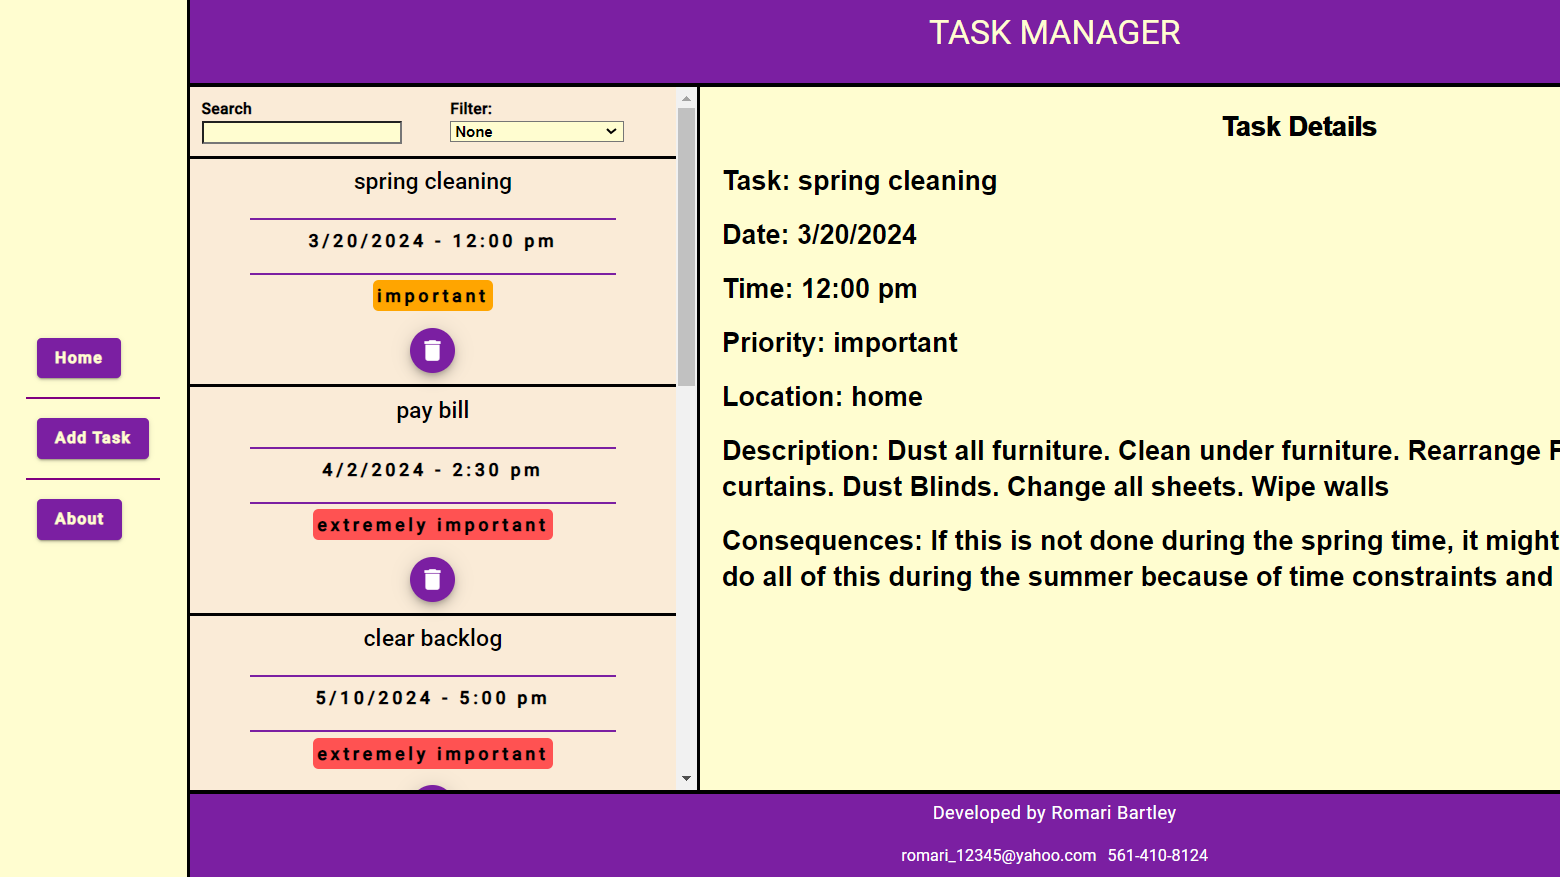 TASK MANAGER
Home
Add Task
About
Search
Filter:
None
spring cleaning
3/20/2024 - 12:00 pm
important
pay bill
4/2/2024 - 2:30 pm
extremely important
clear backlog
5/10/2024 - 5:00 pm
extremely important
Task Details
Task: spring cleaning
Date: 3/20/2024
Time: 12:00 pm
Priority: important
Location: home
Description: Dust all furniture. Clean under furniture. Rearrange F
curtains. Dust Blinds. Change all sheets. Wipe walls
Consequences: If this is not done during the spring time, it might
do all of this during the summer because of time constraints and
Developed by Romari Bartley
romari_12345@yahoo.com 561-410-8124